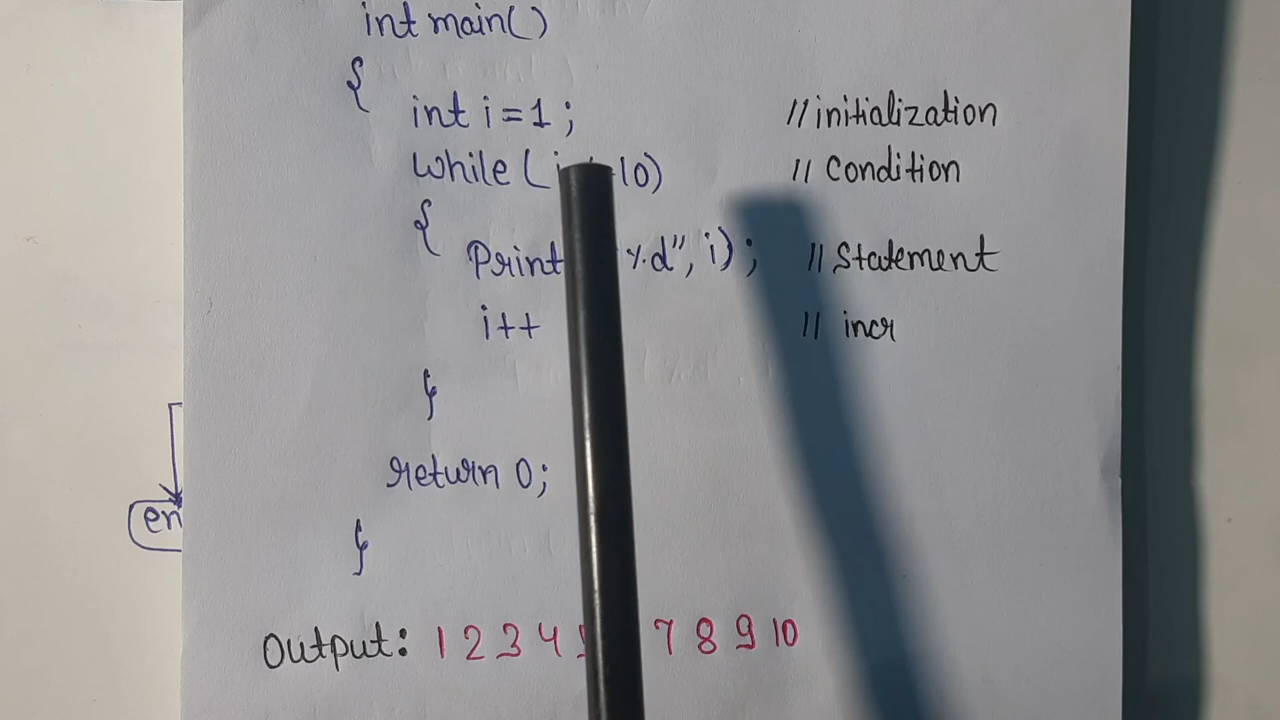 int main()
{
int i=1; // initialization
while( 10) // Condition
{
%d", i); // Statement
i++ // incr
}
return 0;
}
Output: 1 2 3 4 7 8 9 10